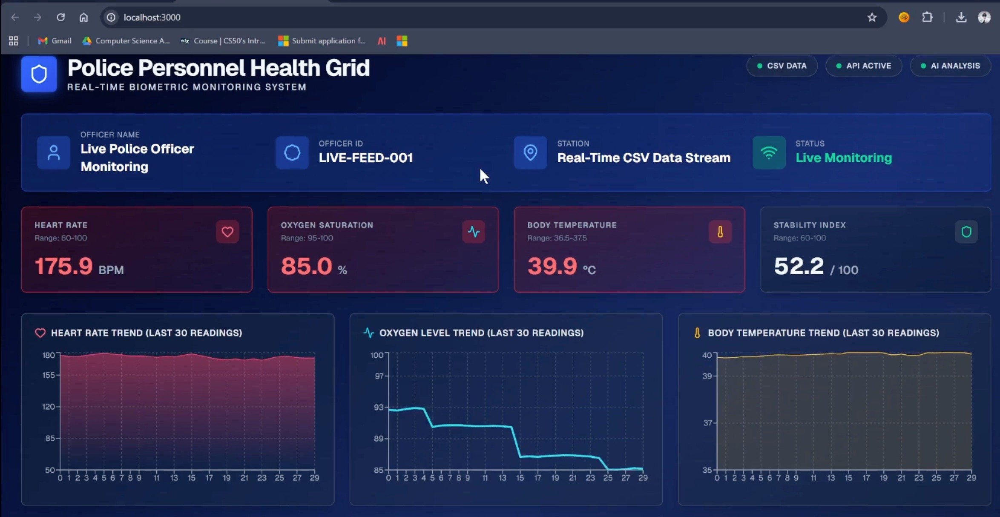 localhost:3000
Gmail
Computer Science A...
edX Course | CS50's Intr...
Submit application f...
AI
Police Personnel Health Grid
REAL-TIME BIOMETRIC MONITORING SYSTEM
CSV DATA
API ACTIVE
AI ANALYSIS
OFFICER NAME
Live Police Officer
Monitoring
OFFICER ID
LIVE-FEED-001
STATION
Real-Time CSV Data Stream
STATUS
Live Monitoring
HEART RATE
Range: 60-100
175.9 BPM
OXYGEN SATURATION
Range: 95-100
85.0 %
BODY TEMPERATURE
Range: 36.5-37.5
39.9 °C
STABILITY INDEX
Range: 60-100
52.2 / 100
HEART RATE TREND (LAST 30 READINGS)
180
155
120
85
50
0 1 2 3 4 5 6 7 8 9 11 13 15 17 19 21 23 25 27 29
OXYGEN LEVEL TREND (LAST 30 READINGS)
100
97
93
89
85
0 1 2 3 4 5 6 7 8 9 11 13 15 17 19 21 23 25 27 29
BODY TEMPERATURE TREND (LAST 30 READINGS)
40
39
37
35
0 1 2 3 4 5 6 7 8 9 11 13 15 17 19 21 23 25 27 29